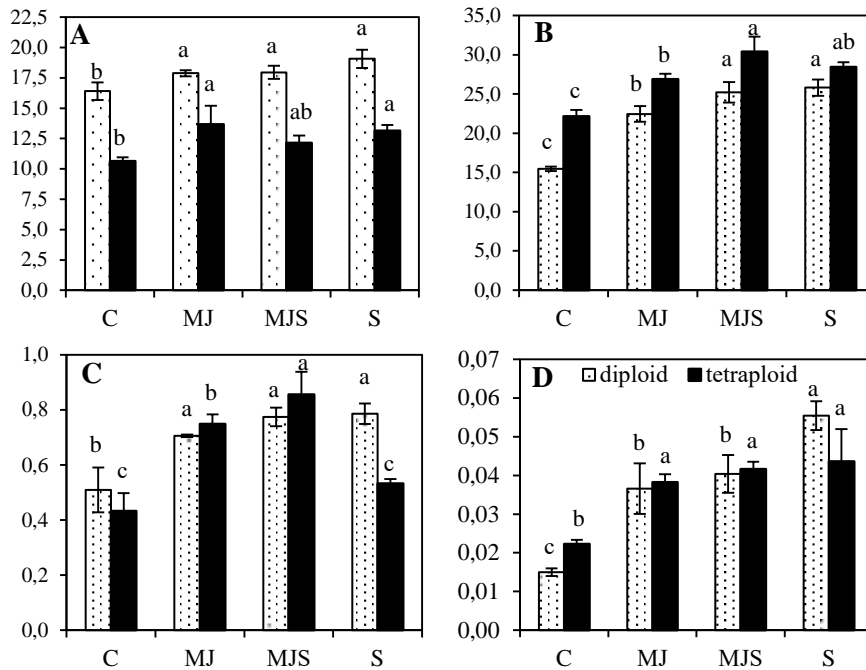 A
22,5
20,0
17,5
15,0
12,5
10,0
7,5
5,0
2,5
0,0
b b a a a ab a a
C MJ MJS S
B
35,0
30,0
25,0
20,0
15,0
10,0
5,0
0,0
c c b b a a a ab
C MJ MJS S
C
1,0
0,8
0,6
0,4
0,2
0,0
b c a b a a a c
C MJ MJS S
D
diploid tetraploid
0,07
0,06
0,05
0,04
0,03
0,02
0,01
0,00
c b b a b a a a
C MJ MJS S